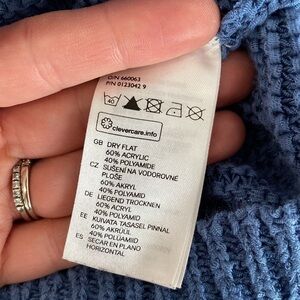 DIN 660063
P/N 0123042 9
40
clevercare.info
GB DRY FLAT
60% ACRYLIC
40% POLYAMIDE
CZ SUŠENÍ NA VODOROVNÉ
PLOŠE
60% AKRYL
40% POLYAMID
DE LIEGEND TROCKNEN
60% ACRYL
40% POLYAMID
EE KUIVATA TASASEL PINNAL
60% AKRÜÜL
40% POLÜAMIID
ES SECAR EN PLANO
HORIZONTAL